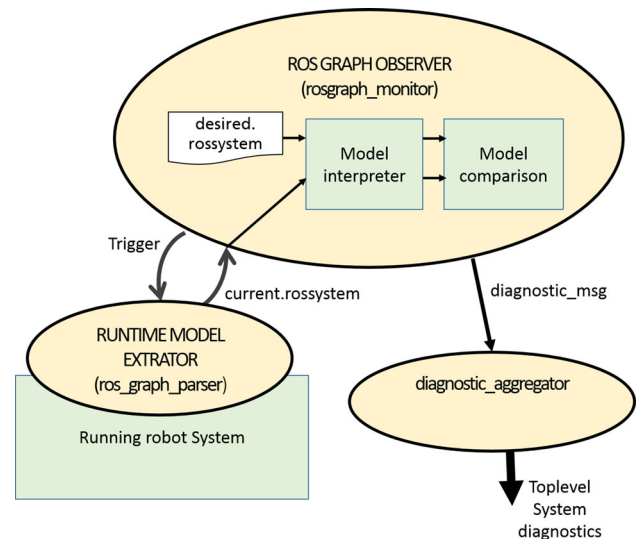 ROS GRAPH OBSERVER
(rosgraph_monitor)
desired.
rossystem
Model
interpreter
Model
comparison
Trigger
current.rossystem
diagnostic_msg
RUNTIME MODEL
EXTRATOR
(ros_graph_parser)
Running robot System
diagnostic_aggregator
Toplevel
System
diagnostics